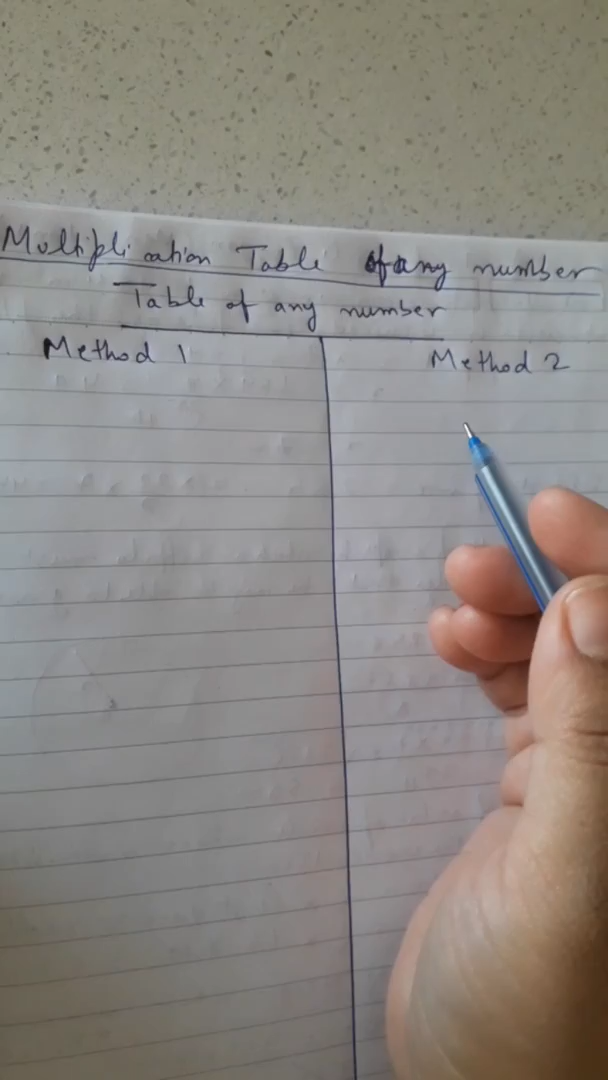 Multiplication Table of any number
Table of any number
Method 1
Method 2